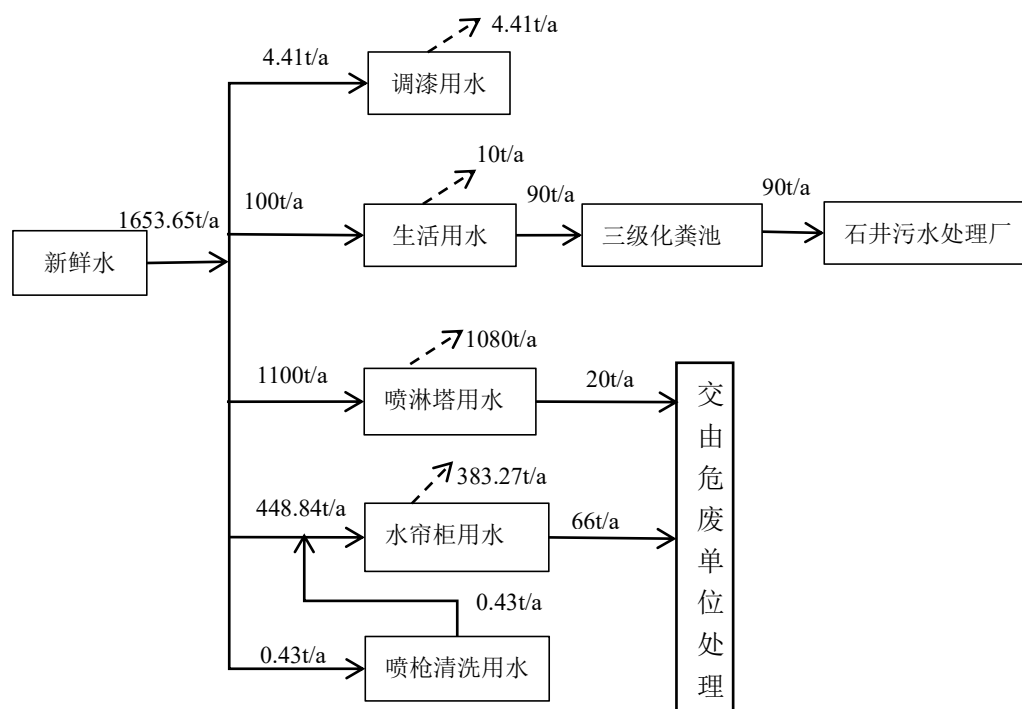 4.41t/a
4.41t/a
调漆用水
10t/a
100t/a
90t/a
90t/a
1653.65t/a
新鲜水
生活用水
三级化粪池
石井污水处理厂
1080t/a
1100t/a
20t/a
喷淋塔用水
383.27t/a
448.84t/a
66t/a
水帘柜用水
交由危废单位处理
0.43t/a
0.43t/a
喷枪清洗用水